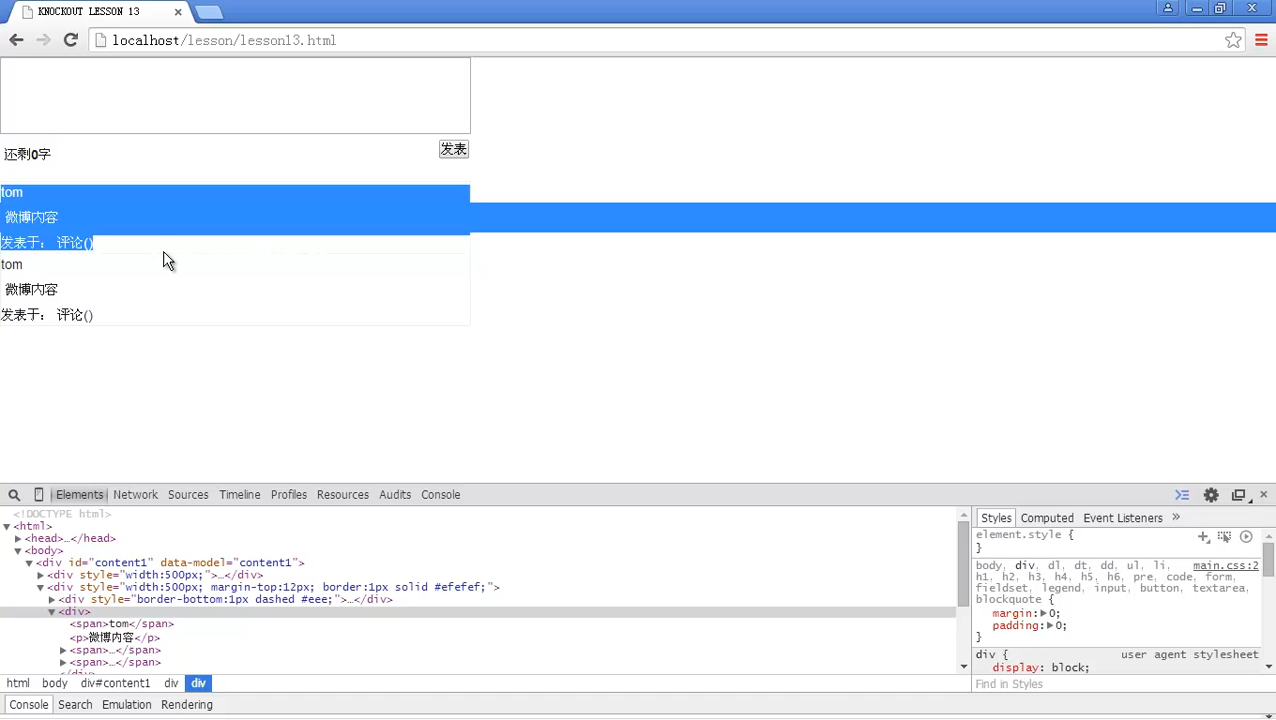 KNOCKOUT LESSON 13
localhost/lesson/lesson13.html
还剩0字
发表
tom
微博内容
发表于： 评论()
tom
微博内容
发表于： 评论()
Elements Network Sources Timeline Profiles Resources Audits Console
<!DOCTYPE html>
<html>
<head>…</head>
<body>
<div id="content1" data-model="content1">
<div style="width:500px;">…</div>
<div style="width:500px; margin-top:12px; border:1px solid #efefef;">
<div style="border-bottom:1px dashed #eee;">…</div>
<div>
<span>tom</span>
<p>微博内容</p>
<span>…</span>
<span>…</span>
html body div#content1 div div
Styles Computed Event Listeners »
element.style {
}
body, div, dl, dt, dd, ul, li, main.css:2
h1, h2, h3, h4, h5, h6, pre, code, form,
fieldset, legend, input, button, textarea,
blockquote {
margin:▶0;
padding:▶0;
}
div { user agent stylesheet
display: block;
Find in Styles
Console Search Emulation Rendering